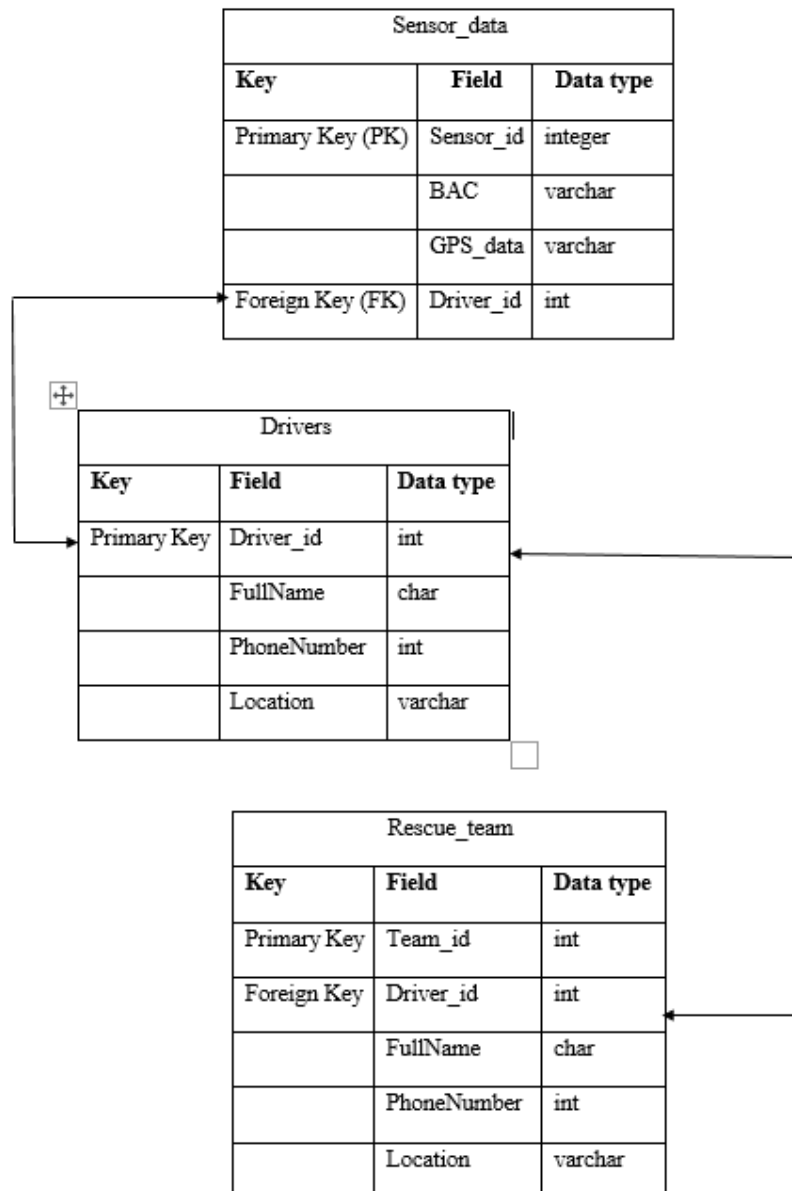 Sensor_data
Key Field Data type
Primary Key (PK) Sensor_id integer
BAC varchar
GPS_data varchar
Foreign Key (FK) Driver_id int
Drivers
Key Field Data type
Primary Key Driver_id int
FullName char
PhoneNumber int
Location varchar
Rescue_team
Key Field Data type
Primary Key Team_id int
Foreign Key Driver_id int
FullName char
PhoneNumber int
Location varchar